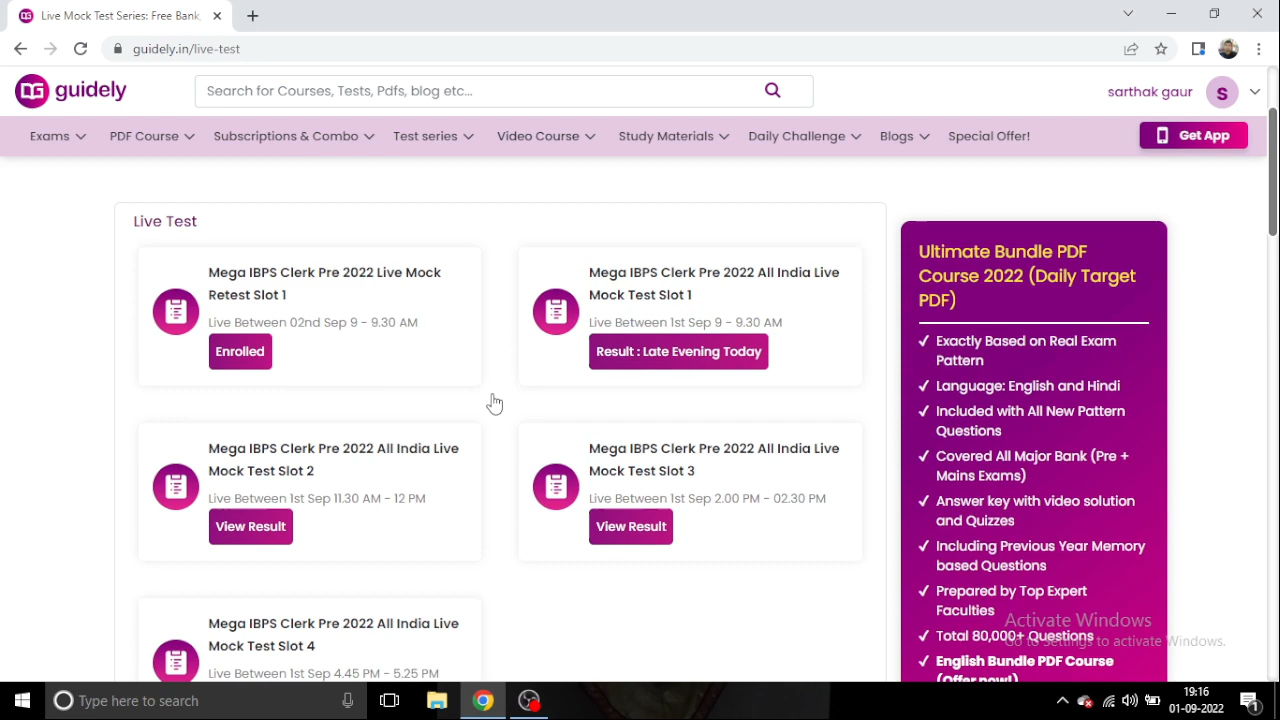 Live Mock Test Series: Free Bank,
guidely.in/live-test
guidely
Search for Courses, Tests, Pdfs, blog etc...
sarthak gaur
S
Exams
PDF Course
Subscriptions & Combo
Test series
Video Course
Study Materials
Daily Challenge
Blogs
Special Offer!
Get App
Live Test
Mega IBPS Clerk Pre 2022 Live Mock
Retest Slot 1
Live Between 02nd Sep 9 - 9.30 AM
Enrolled
Mega IBPS Clerk Pre 2022 All India Live
Mock Test Slot 1
Live Between 1st Sep 9 - 9.30 AM
Result : Late Evening Today
Mega IBPS Clerk Pre 2022 All India Live
Mock Test Slot 2
Live Between 1st Sep 11.30 AM - 12 PM
View Result
Mega IBPS Clerk Pre 2022 All India Live
Mock Test Slot 3
Live Between 1st Sep 2.00 PM - 02.30 PM
View Result
Mega IBPS Clerk Pre 2022 All India Live
Mock Test Slot 4
Live Between 1st Sep 4.45 PM - 5.25 PM
Ultimate Bundle PDF
Course 2022 (Daily Target
PDF)
✓ Exactly Based on Real Exam
Pattern
✓ Language: English and Hindi
✓ Included with All New Pattern
Questions
✓ Covered All Major Bank (Pre +
Mains Exams)
✓ Answer key with video solution
and Quizzes
✓ Including Previous Year Memory
based Questions
✓ Prepared by Top Expert
Faculties
✓ Total 80,000+ Questions
✓ English Bundle PDF Course
(Offer now!)
Activate Windows
Go to Settings to activate Windows.
Type here to search
19:16
01-09-2022
1